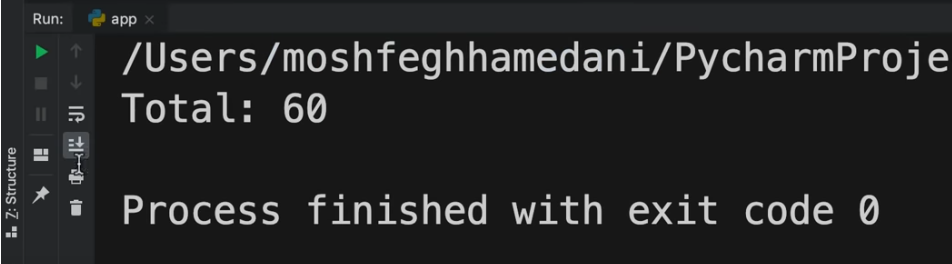 Run: app
/Users/moshfeghhamedani/PycharmProje
Total: 60
Process finished with exit code 0
Z: Structure